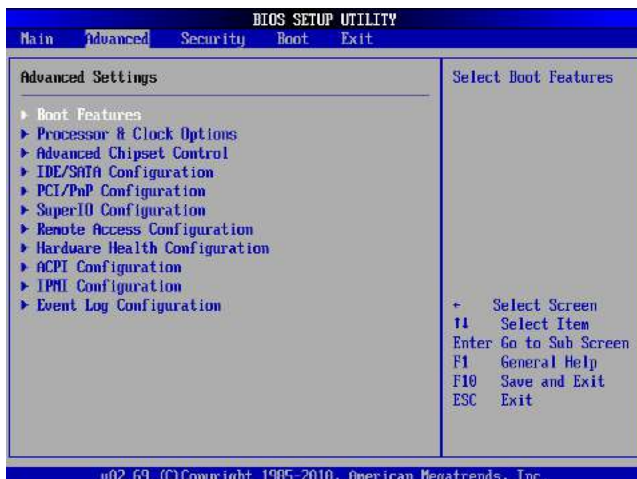 BIOS SETUP UTILITY
Main Advanced Security Boot Exit
Advanced Settings
Boot Features
Processor & Clock Options
Advanced Chipset Control
IDE/SATA Configuration
PCI/PnP Configuration
SuperIO Configuration
Remote Access Configuration
Hardware Health Configuration
ACPI Configuration
IPMI Configuration
Event Log Configuration
Select Boot Features
← Select Screen
↑↓ Select Item
Enter Go to Sub Screen
F1 General Help
F10 Save and Exit
ESC Exit
v02.69 (C)Copyright 1985-2010, American Megatrends, Inc.